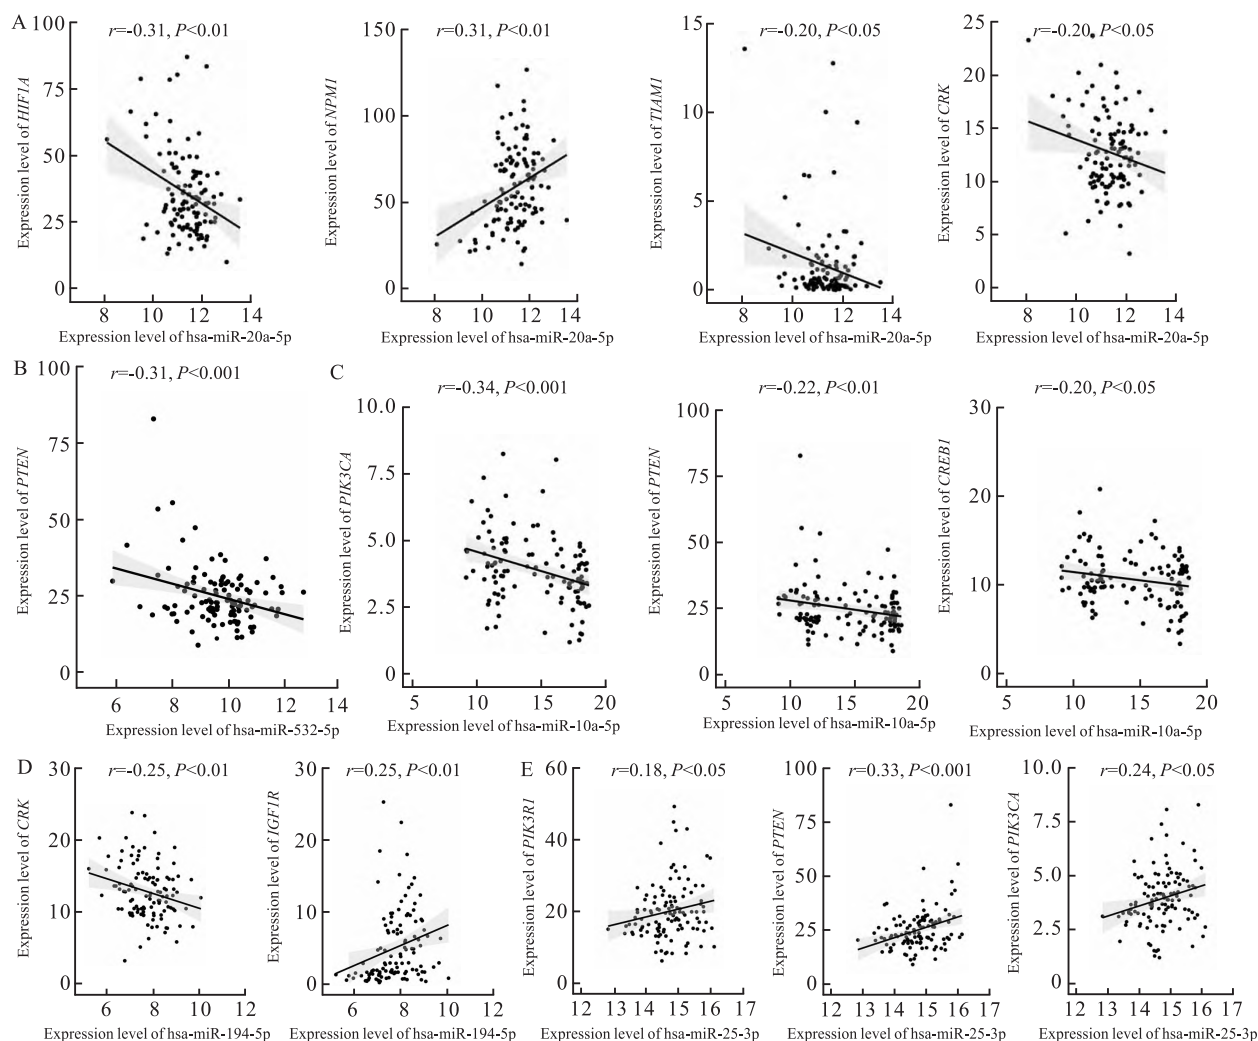 A
r=-0.31, P<0.01
Expression level of HIF1A
100
75
50
25
0
8 10 12 14
Expression level of hsa-miR-20a-5p
r=0.31, P<0.01
Expression level of NPM1
150
100
50
0
8 10 12 14
Expression level of hsa-miR-20a-5p
r=-0.20, P<0.05
Expression level of TIAM1
15
10
5
0
8 10 12 14
Expression level of hsa-miR-20a-5p
r=-0.20, P<0.05
Expression level of CRK
25
20
15
10
5
0
8 10 12 14
Expression level of hsa-miR-20a-5p
B
r=-0.31, P<0.001
Expression level of PTEN
100
75
50
25
0
6 8 10 12 14
Expression level of hsa-miR-532-5p
C
r=-0.34, P<0.001
Expression level of PIK3CA
10.0
7.5
5.0
2.5
0
5 10 15 20
Expression level of hsa-miR-10a-5p
r=-0.22, P<0.01
Expression level of PTEN
100
75
50
25
0
5 10 15 20
Expression level of hsa-miR-10a-5p
r=-0.20, P<0.05
Expression level of CREB1
30
20
10
0
5 10 15 20
Expression level of hsa-miR-10a-5p
D
r=-0.25, P<0.01
Expression level of CRK
30
20
10
0
6 8 10 12
Expression level of hsa-miR-194-5p
r=0.25, P<0.01
Expression level of IGF1R
30
20
10
0
6 8 10 12
Expression level of hsa-miR-194-5p
E
r=0.18, P<0.05
Expression level of PIK3R1
60
40
20
0
12 13 14 15 16 17
Expression level of hsa-miR-25-3p
r=0.33, P<0.001
Expression level of PTEN
100
75
50
25
0
12 13 14 15 16 17
Expression level of hsa-miR-25-3p
r=0.24, P<0.05
Expression level of PIK3CA
10.0
7.5
5.0
2.5
0
12 13 14 15 16 17
Expression level of hsa-miR-25-3p